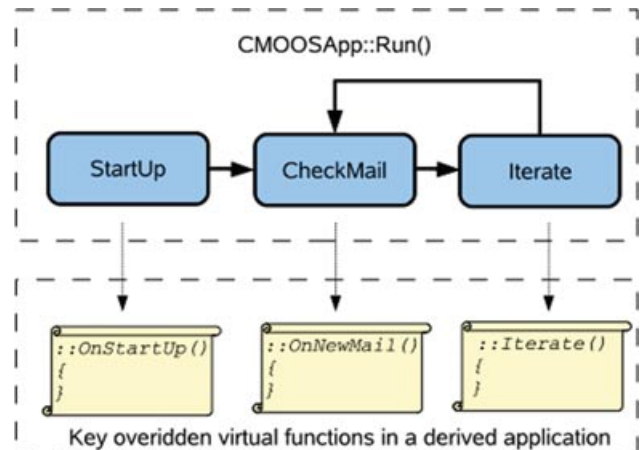 CMOOSApp::Run()
StartUp
CheckMail
Iterate
::OnStartUp()
{
}
::OnNewMail()
{
}
::Iterate()
{
}
Key overidden virtual functions in a derived application